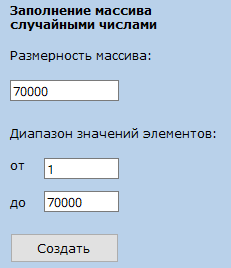 Заполнение массива
случайными числами
Размерность массива:
70000
Диапазон значений элементов:
от 1
до 70000
Создать